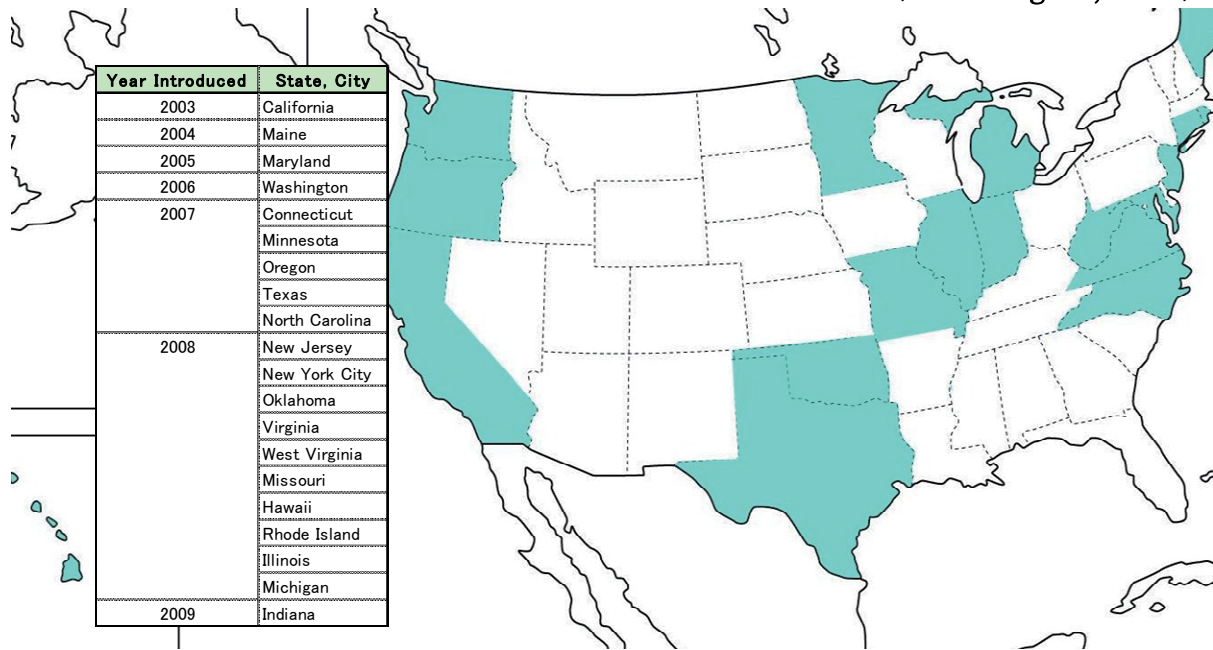 Year Introduced State, City
2003 California
2004 Maine
2005 Maryland
2006 Washington
2007 Connecticut
Minnesota
Oregon
Texas
North Carolina
2008 New Jersey
New York City
Oklahoma
Virginia
West Virginia
Missouri
Hawaii
Rhode Island
Illinois
Michigan
2009 Indiana